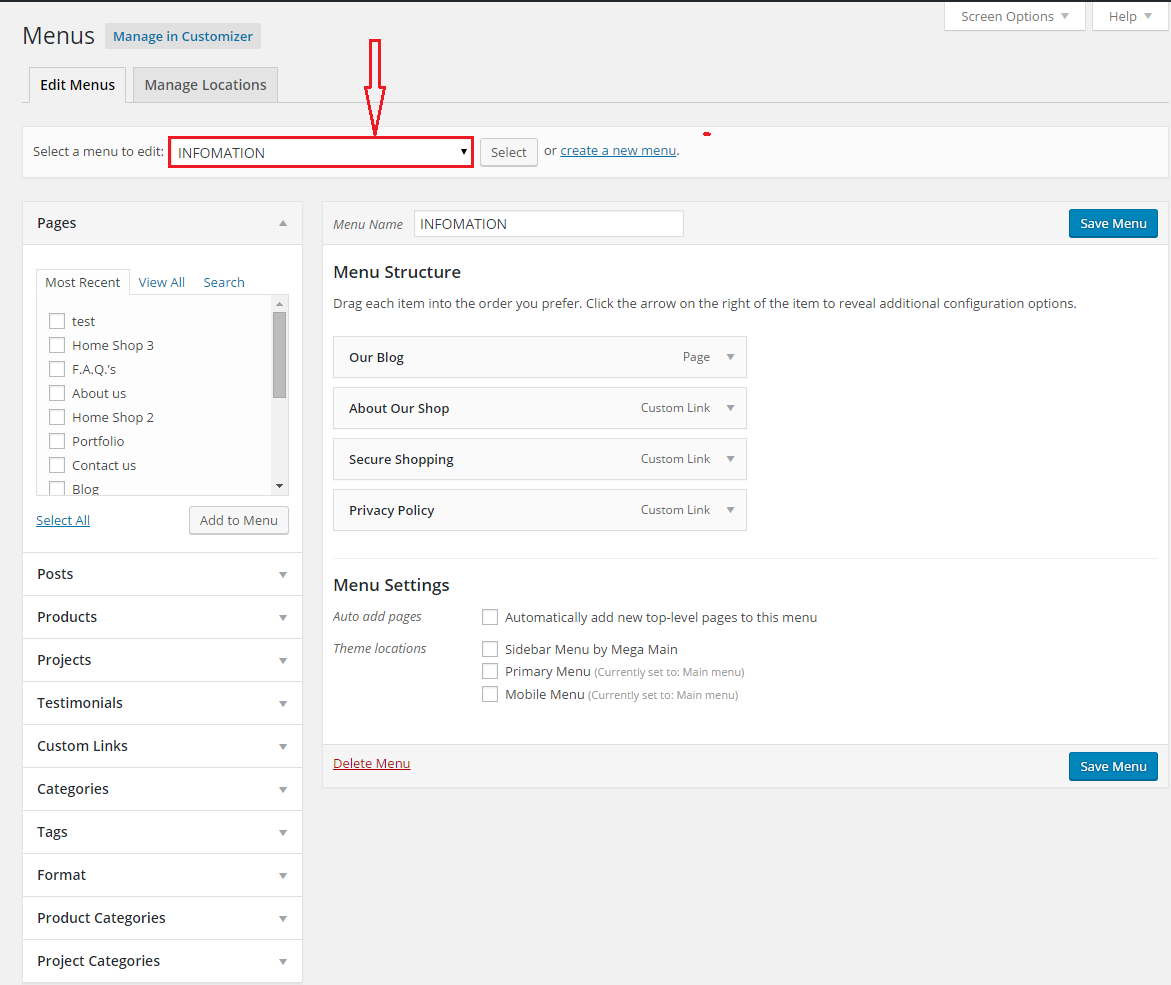 Screen Options Help
Menus Manage in Customizer
Edit Menus Manage Locations
Select a menu to edit: INFOMATION Select or create a new menu.
Pages
Most Recent View All Search
test
Home Shop 3
F.A.Q.'s
About us
Home Shop 2
Portfolio
Contact us
Blog
Select All Add to Menu
Posts
Products
Projects
Testimonials
Custom Links
Categories
Tags
Format
Product Categories
Project Categories
Menu Name INFOMATION Save Menu
Menu Structure
Drag each item into the order you prefer. Click the arrow on the right of the item to reveal additional configuration options.
Our Blog Page
About Our Shop Custom Link
Secure Shopping Custom Link
Privacy Policy Custom Link
Menu Settings
Auto add pages Automatically add new top-level pages to this menu
Theme locations Sidebar Menu by Mega Main
Primary Menu (Currently set to: Main menu)
Mobile Menu (Currently set to: Main menu)
Delete Menu Save Menu